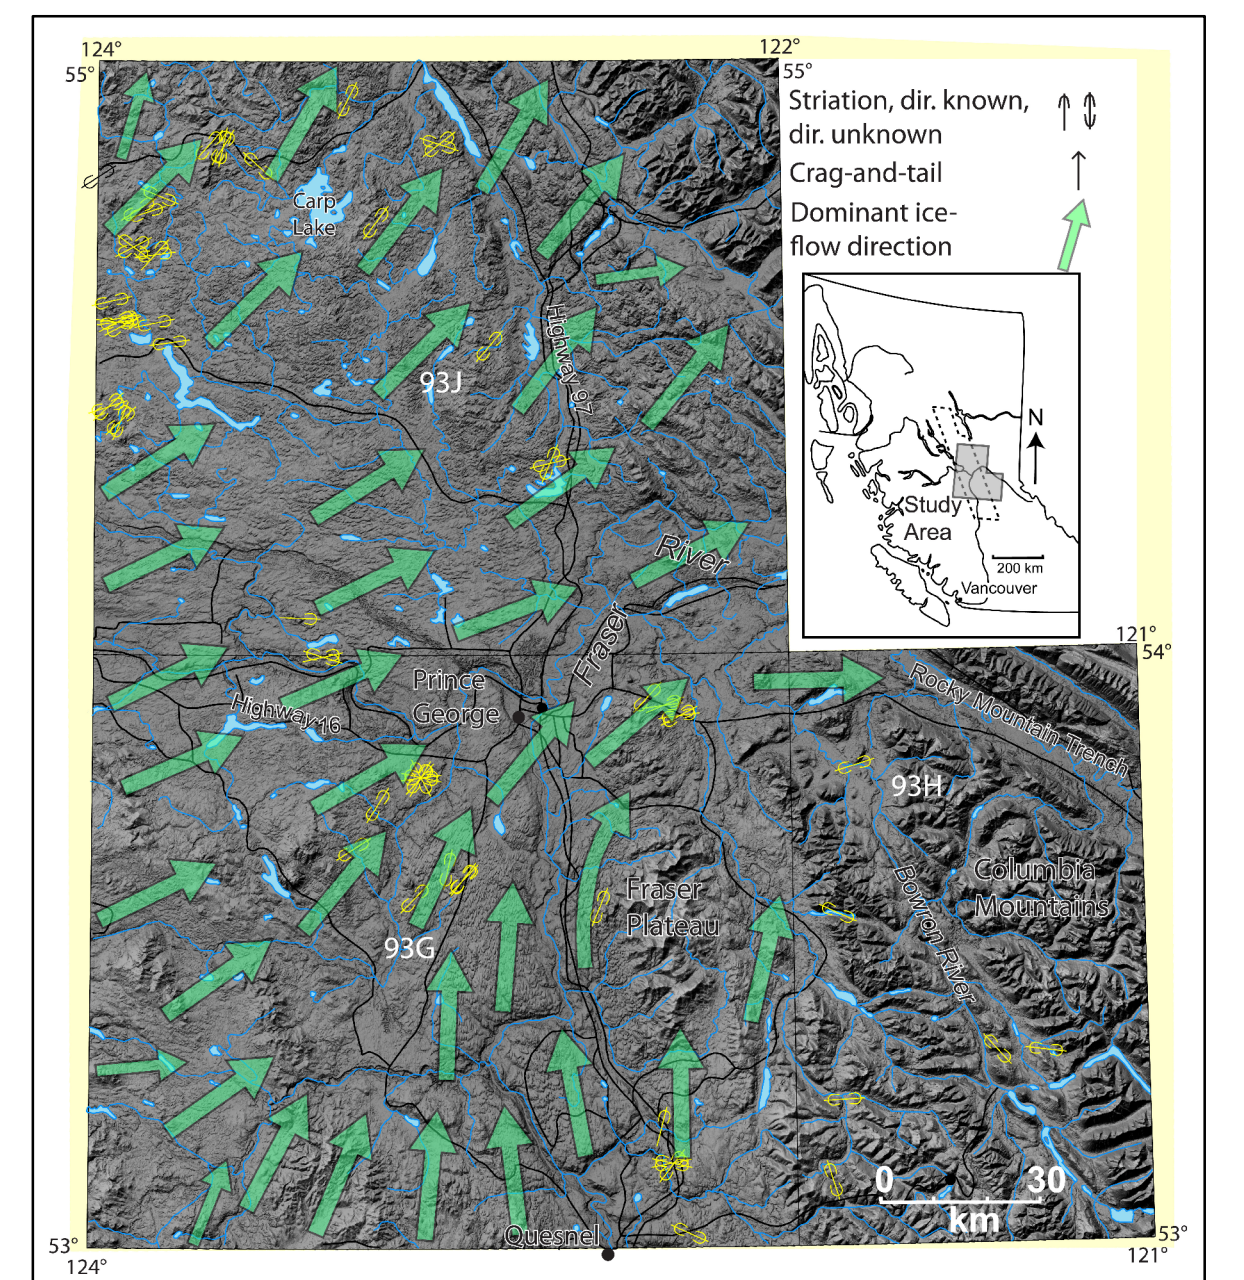 124°
122°
55°
55°
Striation, dir. known,
dir. unknown
Crag-and-tail
Dominant ice-
flow direction
Carp
Lake
Highway 97
93J
N
Study
Area
200 km
Vancouver
River
Fraser
121°
54°
Prince
George
Highway 16
Rocky Mountain Trench
93H
Columbia
Mountains
Fraser
Plateau
Bowron River
93G
0
30
km
Quesnel
53°
124°
53°
121°